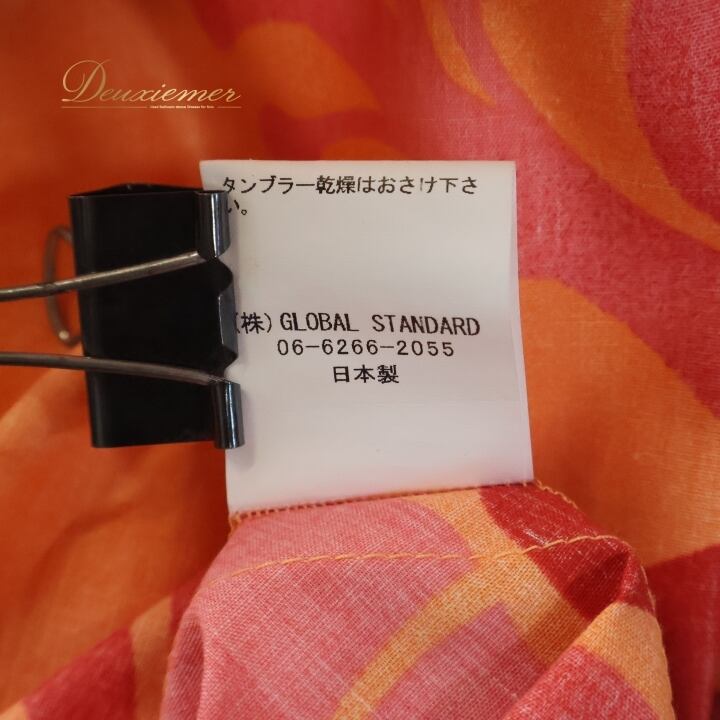 Deuxiemer
タンブラー乾燥はおさけ下さ
い。
(株)GLOBAL STANDARD
06-6266-2055
日本製